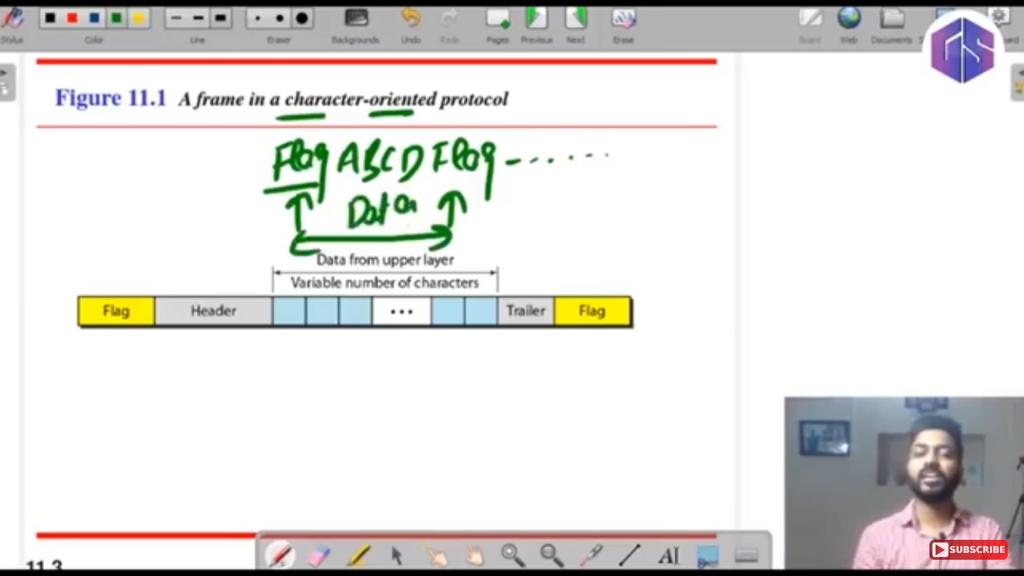 Stylus
Color
Line
Eraser
Backgrounds
Undo
Redo
Pages
Previous
Next
Erase
Board
Web
Documents
GS
Figure 11.1 A frame in a character-oriented protocol
Flag ABCD Flag -......
Data
Data from upper layer
Variable number of characters
Flag Header ... Trailer Flag
11.3
AI
SUBSCRIBE